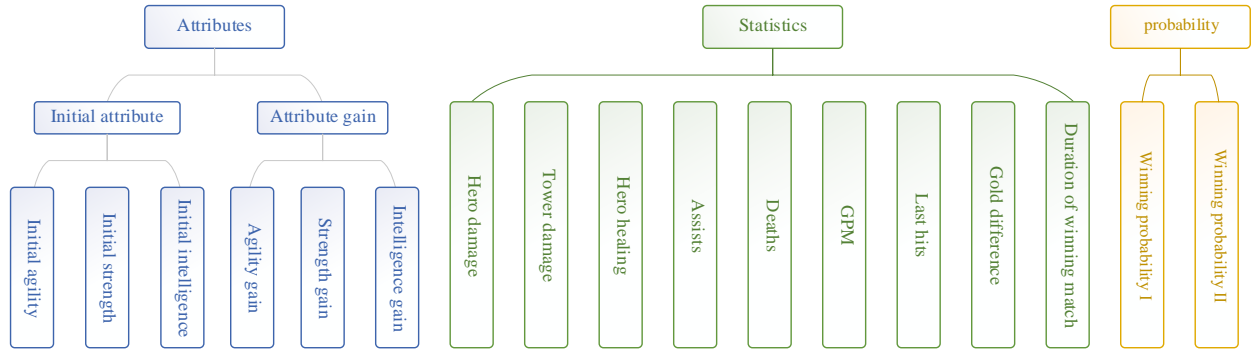 Attributes
Statistics
probability
Initial attribute
Attribute gain
Initial agility
Initial strength
Initial intelligence
Agility gain
Strength gain
Intelligence gain
Hero damage
Tower damage
Hero healing
Assists
Deaths
GPM
Last hits
Gold difference
Duration of winning match
Winning probability I
Winning probability II